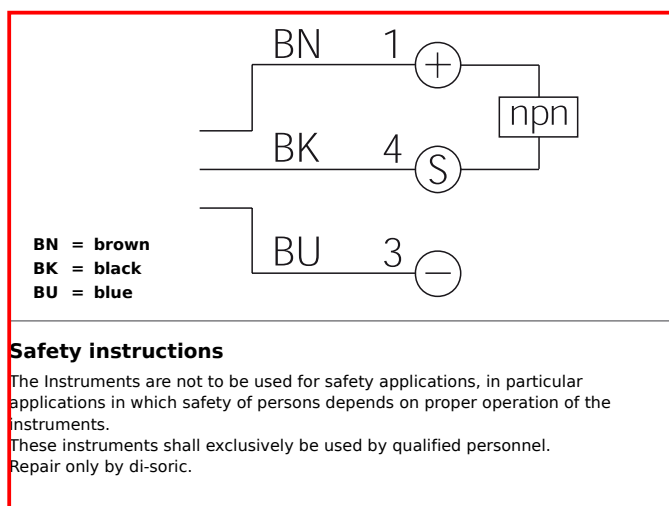 BN 1 +
npn
BK 4 S
BU 3 −
BN = brown
BK = black
BU = blue
Safety instructions
The Instruments are not to be used for safety applications, in particular
applications in which safety of persons depends on proper operation of the
instruments.
These instruments shall exclusively be used by qualified personnel.
Repair only by di-soric.